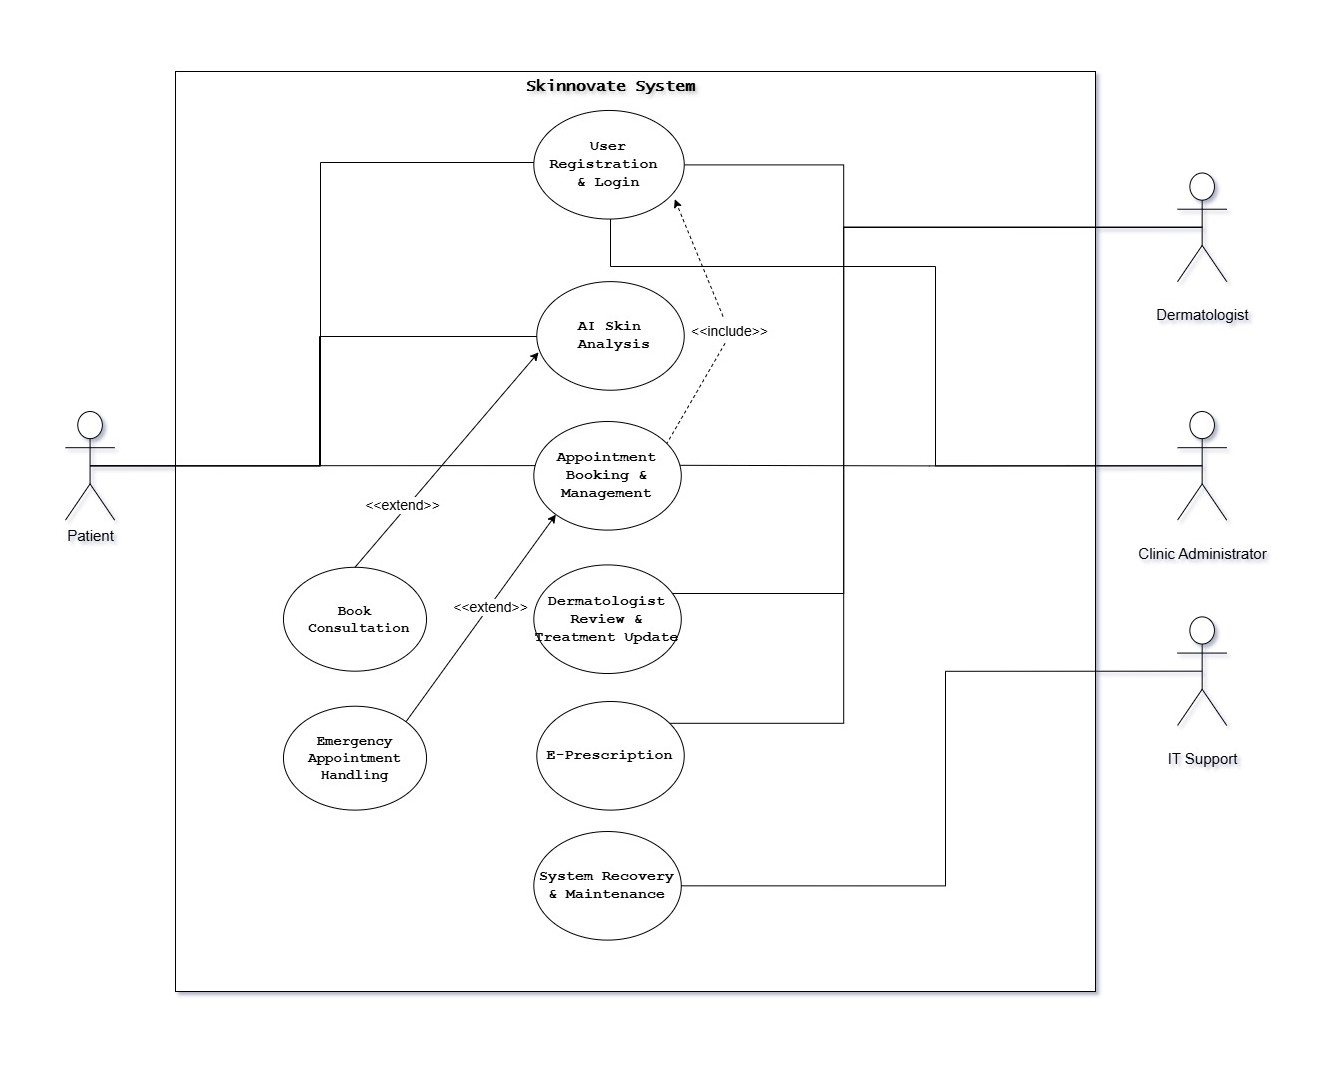 Skinnovate System
User
Registration
& Login
AI Skin
Analysis
<<include>>
Appointment
Booking &
Management
<<extend>>
Book
Consultation
<<extend>>
Dermatologist
Review &
Treatment Update
Emergency
Appointment
Handling
E-Prescription
System Recovery
& Maintenance
Patient
Dermatologist
Clinic Administrator
IT Support